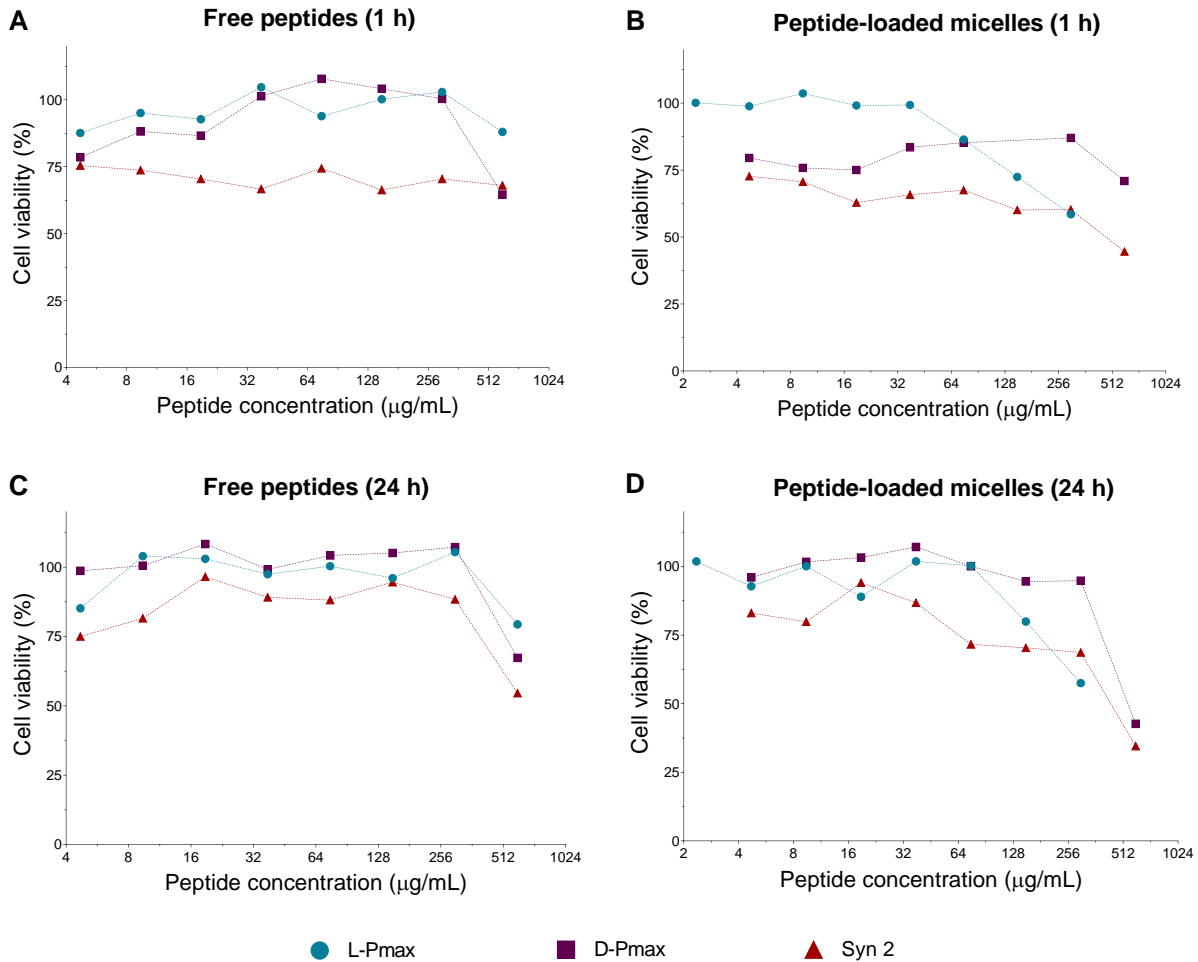 A
Free peptides (1 h)
Cell viability (%)
100
75
50
25
0
4 8 16 32 64 128 256 512 1024
Peptide concentration (μg/mL)
B
Peptide-loaded micelles (1 h)
Cell viability (%)
100
75
50
25
0
2 4 8 16 32 64 128 256 512 1024
Peptide concentration (μg/mL)
C
Free peptides (24 h)
Cell viability (%)
100
75
50
25
0
4 8 16 32 64 128 256 512 1024
Peptide concentration (μg/mL)
D
Peptide-loaded micelles (24 h)
Cell viability (%)
100
75
50
25
0
2 4 8 16 32 64 128 256 512 1024
Peptide concentration (μg/mL)
L-Pmax D-Pmax Syn 2